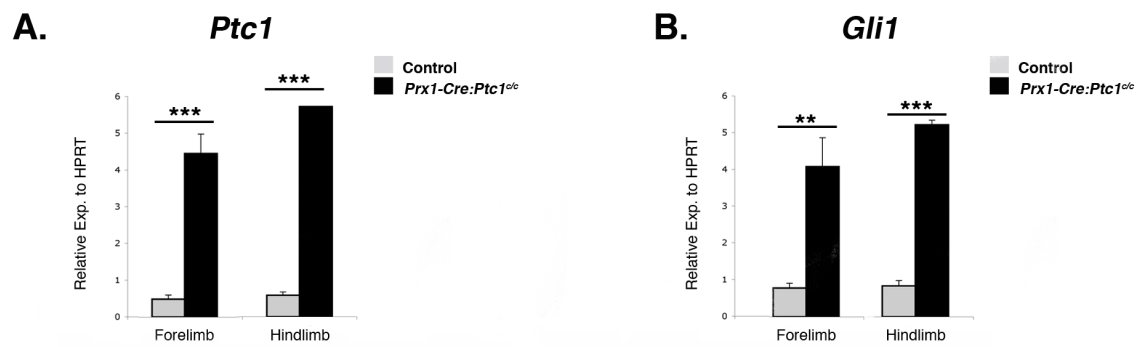 A.
Ptc1
Control
Prx1-Cre:Ptc1c/c
***
***
Relative Exp. to HPRT
6
5
4
3
2
1
0
Forelimb
Hindlimb
B.
Gli1
Control
Prx1-Cre:Ptc1c/c
**
***
Relative Exp. to HPRT
6
5
4
3
2
1
0
Forelimb
Hindlimb